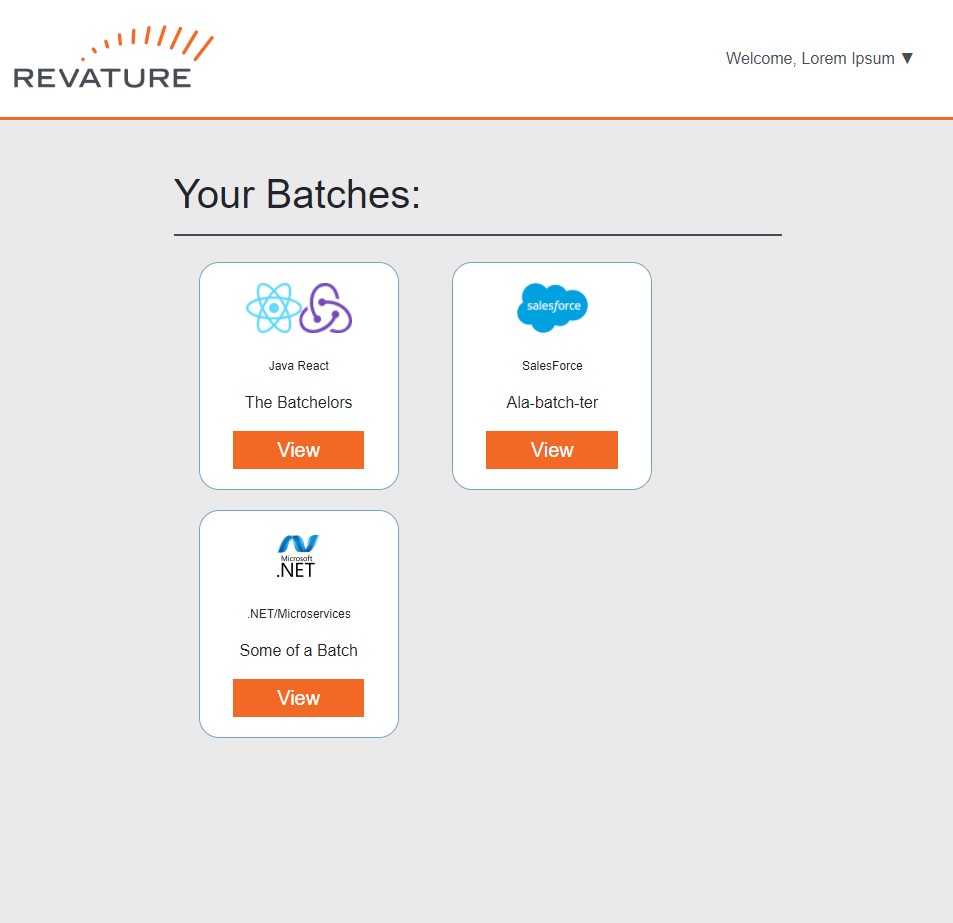 REVATURE
Welcome, Lorem Ipsum ▼
Your Batches:
salesforce
Java React
SalesForce
The Batchelors
Ala-batch-ter
View
View
Microsoft
.NET
.NET/Microservices
Some of a Batch
View